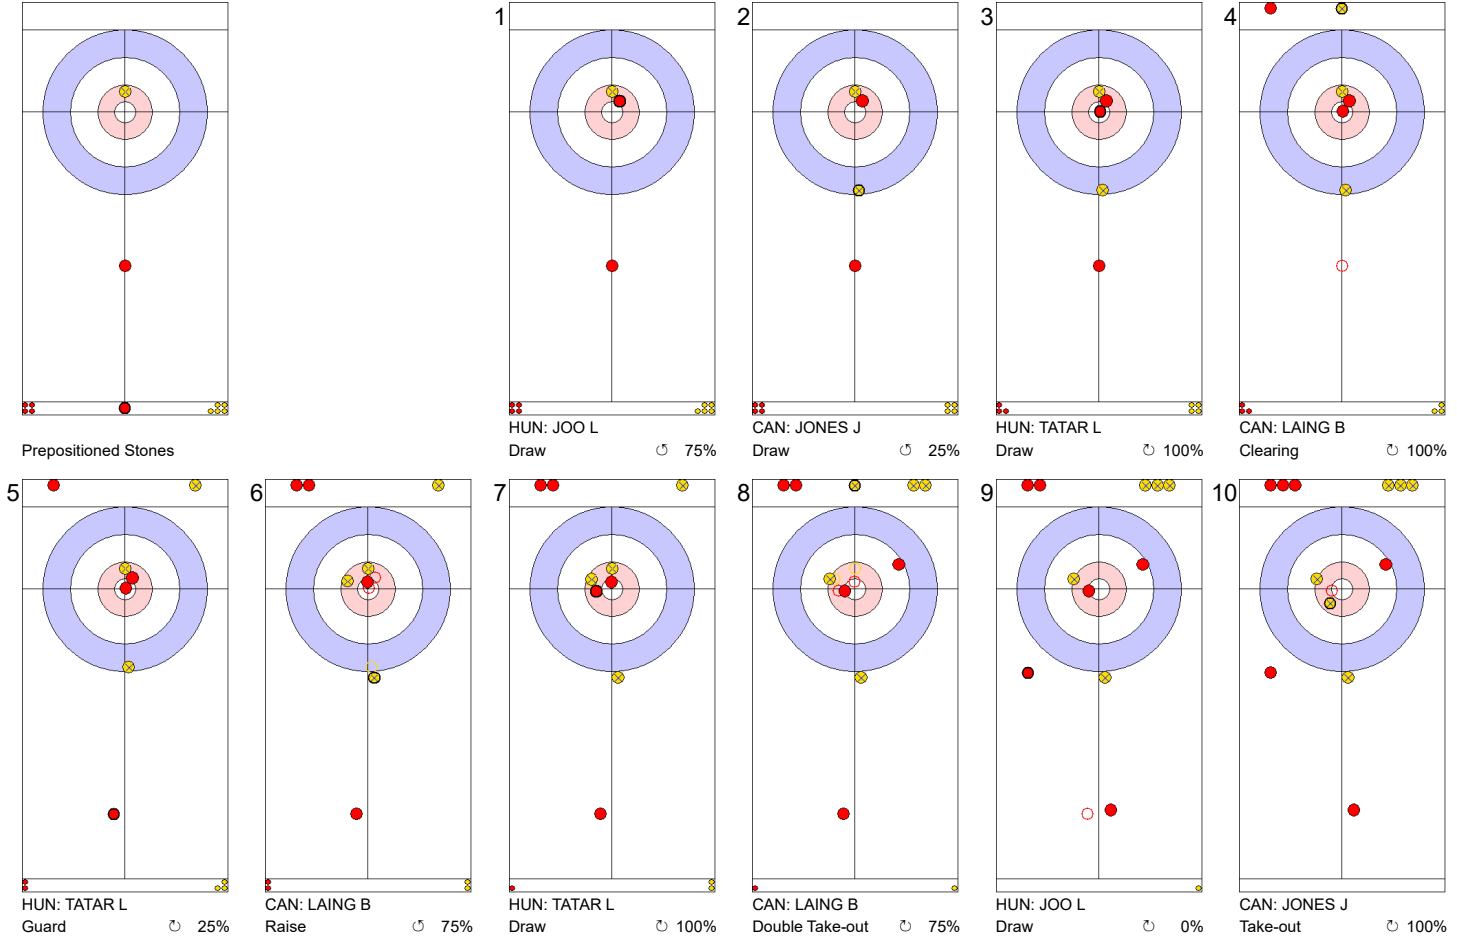 1
2
3
4
Prepositioned Stones
HUN: JOO L
Draw 75%
CAN: JONES J
Draw 25%
HUN: TATAR L
Draw 100%
CAN: LAING B
Clearing 100%
5
6
7
8
9
10
HUN: TATAR L
Guard 25%
CAN: LAING B
Raise 75%
HUN: TATAR L
Draw 100%
CAN: LAING B
Double Take-out 75%
HUN: JOO L
Draw 0%
CAN: JONES J
Take-out 100%